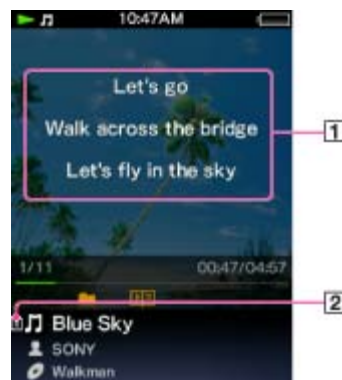 10:47AM
Let's go
Walk across the bridge
Let's fly in the sky
1
1/11 00:47/04:57
2
Blue Sky
SONY
Walkman